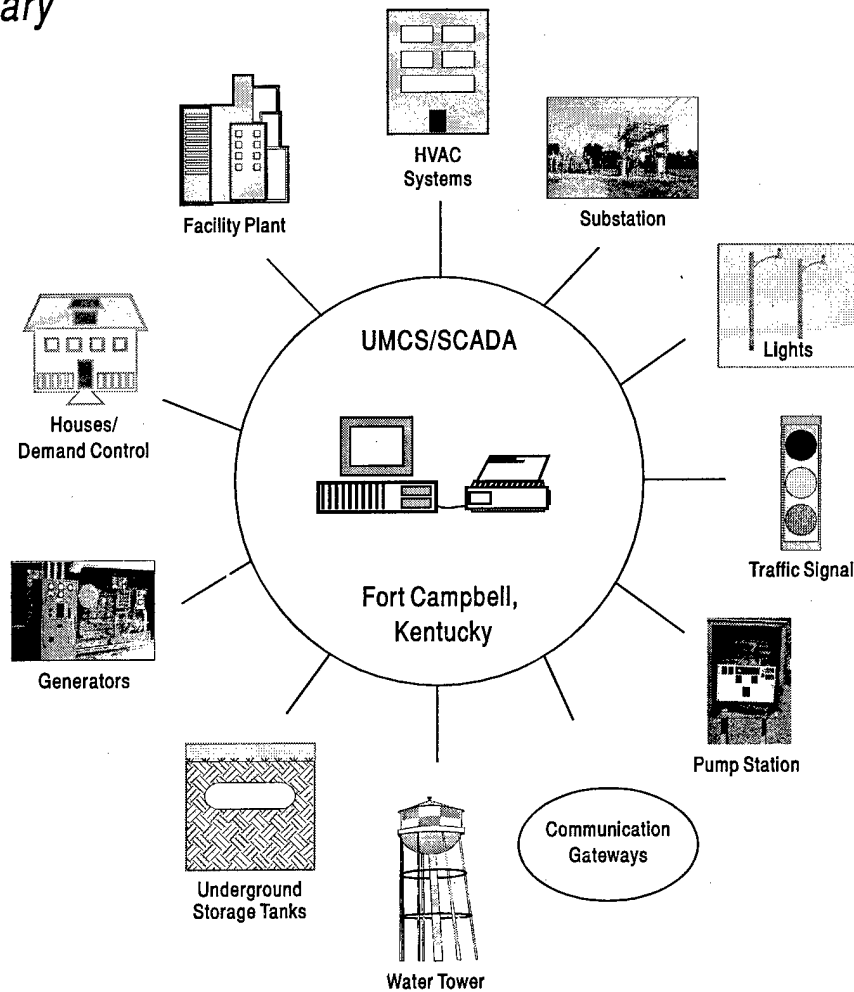 HVAC
Systems
Substation
Facility Plant
Lights
UMCS/SCADA
Houses/
Demand Control
Traffic Signal
Fort Campbell,
Kentucky
Generators
Pump Station
Communication
Gateways
Underground
Storage Tanks
Water Tower